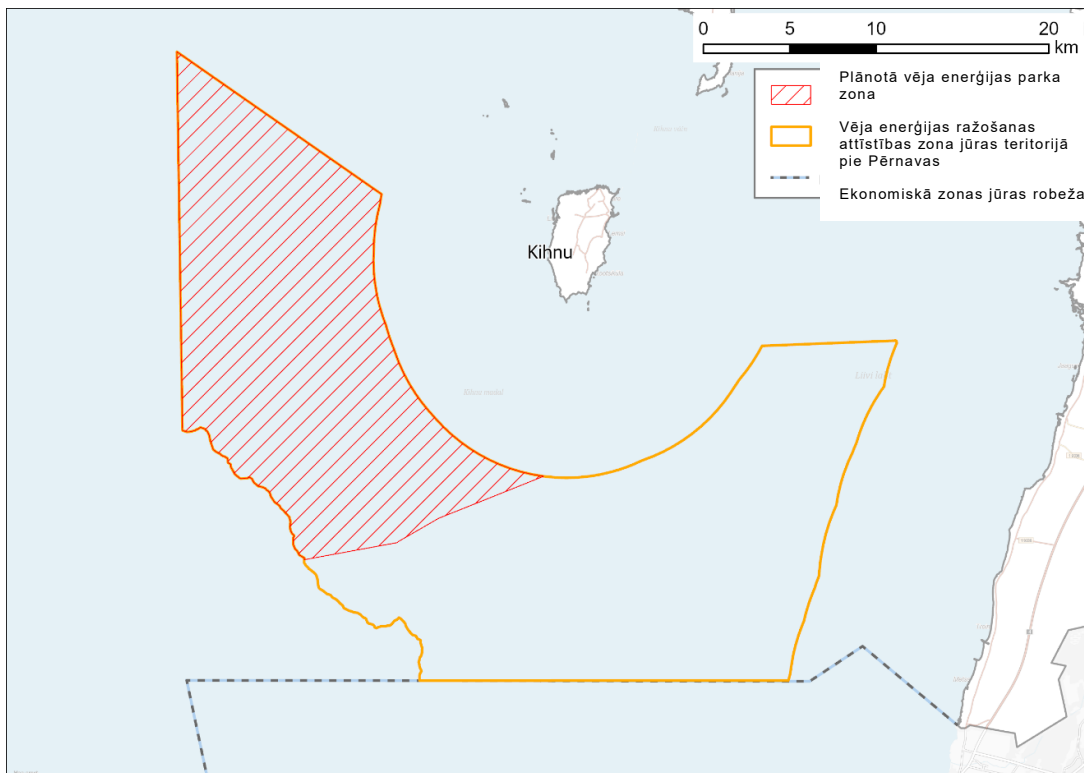 0
5
10
20
km
Plānotā vēja enerģijas parka
zona
Vēja enerģijas ražošanas
attīstības zona jūras teritorijā
pie Pērnavas
Ekonomiskā zonas jūras robeža
Kihnu